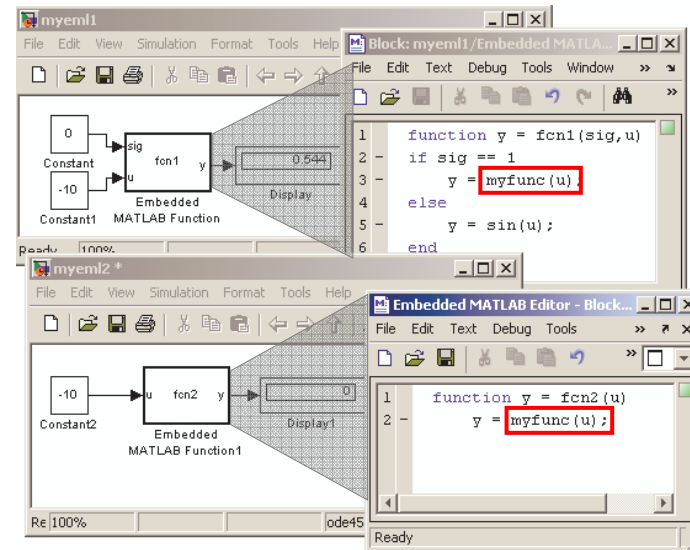 myeml1
File Edit View Simulation Format Tools Help
0
Constant
-10
Constant1
sig
u
fcn1
y
Embedded
MATLAB Function
0.544
Display
Ready 100%
Block: myeml1/Embedded MATLA...
File Edit Text Debug Tools Window »
»
1 function y = fcn1(sig,u)
2 - if sig == 1
3 - y = myfunc(u);
4 else
5 - y = sin(u);
6 end
myeml2 *
File Edit View Simulation Format Tools Help
-10
Constant2
u
fcn2
y
Embedded
MATLAB Function1
0
Display1
Re 100% ode45
Embedded MATLAB Editor - Block...
File Edit Text Debug Tools »
»
1 function y = fcn2(u)
2 - y = myfunc(u);
Ready